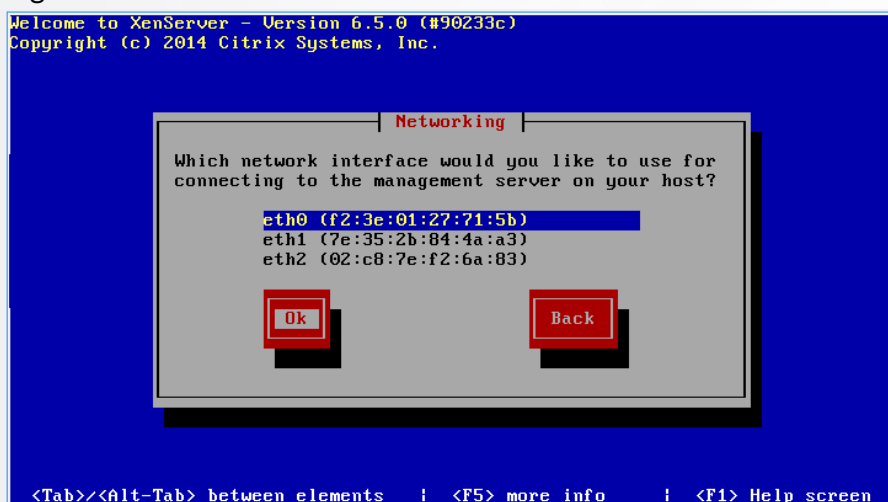 Welcome to XenServer - Version 6.5.0 (#90233c)
Copyright (c) 2014 Citrix Systems, Inc.
Networking
Which network interface would you like to use for
connecting to the management server on your host?
eth0 (f2:3e:01:27:71:5b)
eth1 (7e:35:2b:84:4a:a3)
eth2 (02:c8:7e:f2:6a:83)
Ok Back
<Tab>/<Alt-Tab> between elements | <F5> more info | <F1> Help screen